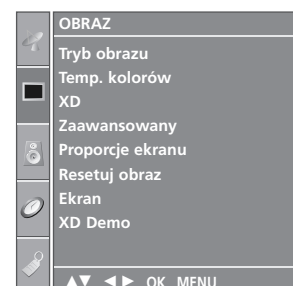 OBRAZ
Tryb obrazu
Temp. kolorów
XD
Zaawansowany
Proporcje ekranu
Resetuj obraz
Ekran
XD Demo
▲▼ ◄► OK MENU